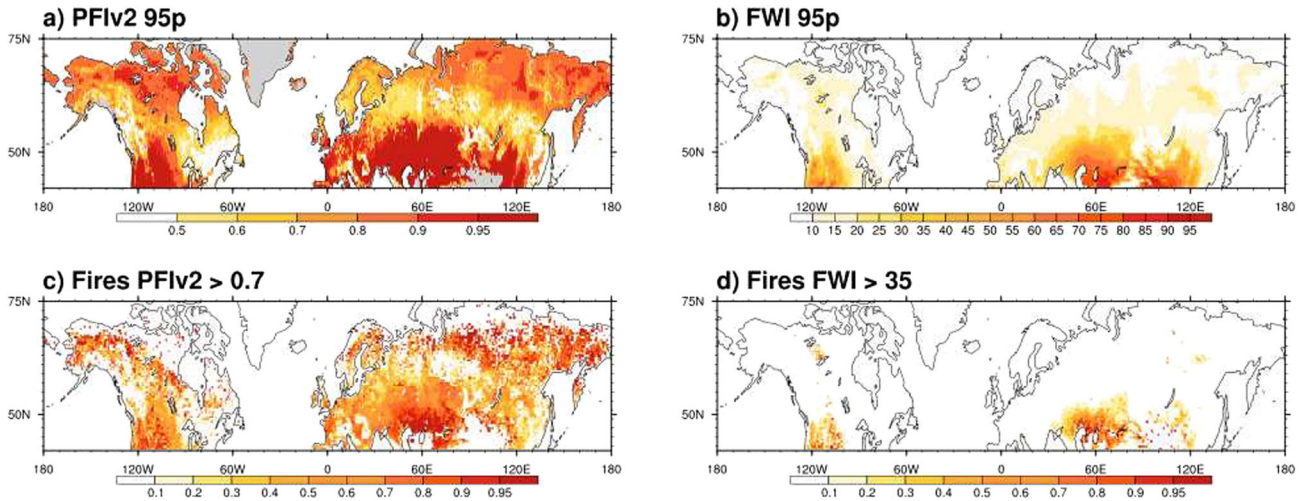 a) PFIv2 95p
b) FWI 95p
75N
50N
180 120W 60W 0 60E 120E 180
0.5 0.6 0.7 0.8 0.9 0.95
75N
50N
180 120W 60W 0 60E 120E 180
10 15 20 25 30 35 40 45 50 55 60 65 70 75 80 85 90 95
c) Fires PFIv2 > 0.7
d) Fires FWI > 35
75N
50N
180 120W 60W 0 60E 120E 180
0.1 0.2 0.3 0.4 0.5 0.6 0.7 0.8 0.9 0.95
75N
50N
180 120W 60W 0 60E 120E 180
0.1 0.2 0.3 0.4 0.5 0.6 0.7 0.8 0.9 0.95